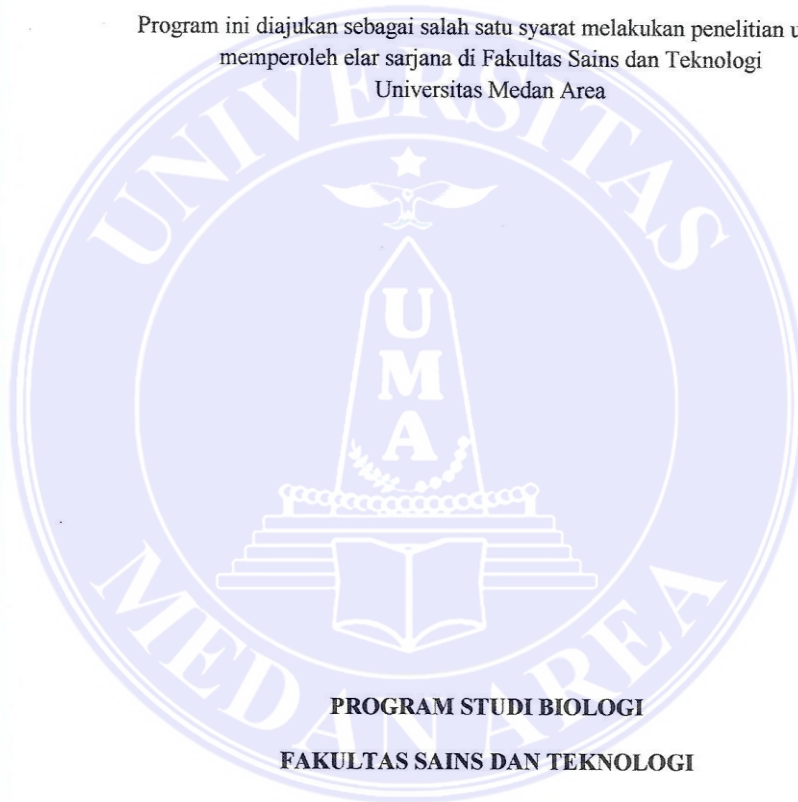 Program ini diajukan sebagai salah satu syarat melakukan penelitian u
memperoleh elar sarjana di Fakultas Sains dan Teknologi
Universitas Medan Area
UNIVERSITAS
U
M
A
MEDAN AREA
PROGRAM STUDI BIOLOGI
FAKULTAS SAINS DAN TEKNOLOGI